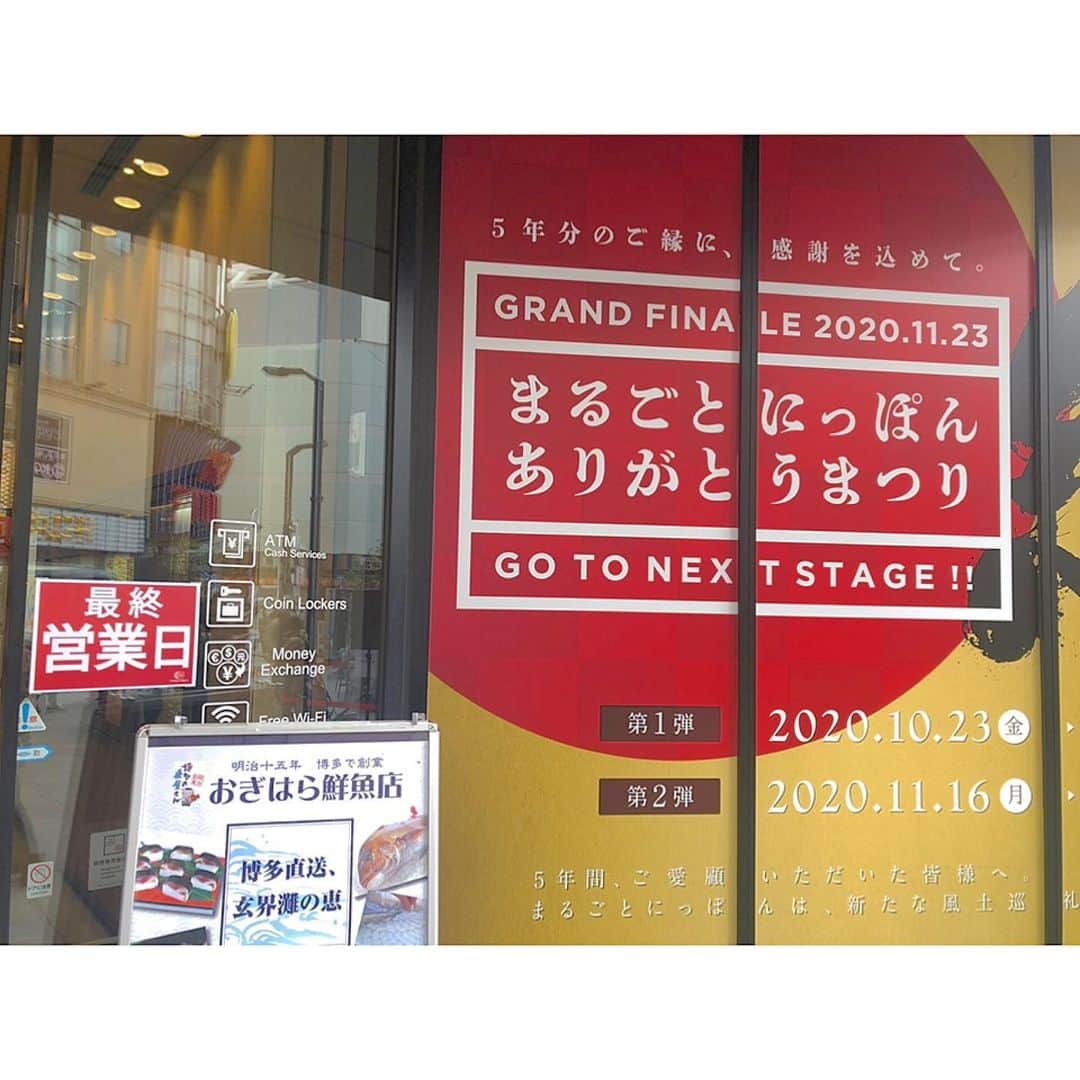 5年分のご縁に、感謝を込めて。
GRAND FINALE 2020.11.23
まるごとにっぽん
ありがとうまつり
GO TO NEXT STAGE !!
第1弾 2020.10.23 金
第2弾 2020.11.16 月
5年間、ご愛顧いただいた皆様へ。
まるごとにっぽんは、新たな風土巡礼
ATM
Cash Services
Coin Lockers
Money
Exchange
Free Wi-Fi
最終
営業日
明治十五年 博多で創業
おぎはら鮮魚店
博多直送、
玄界灘の恵